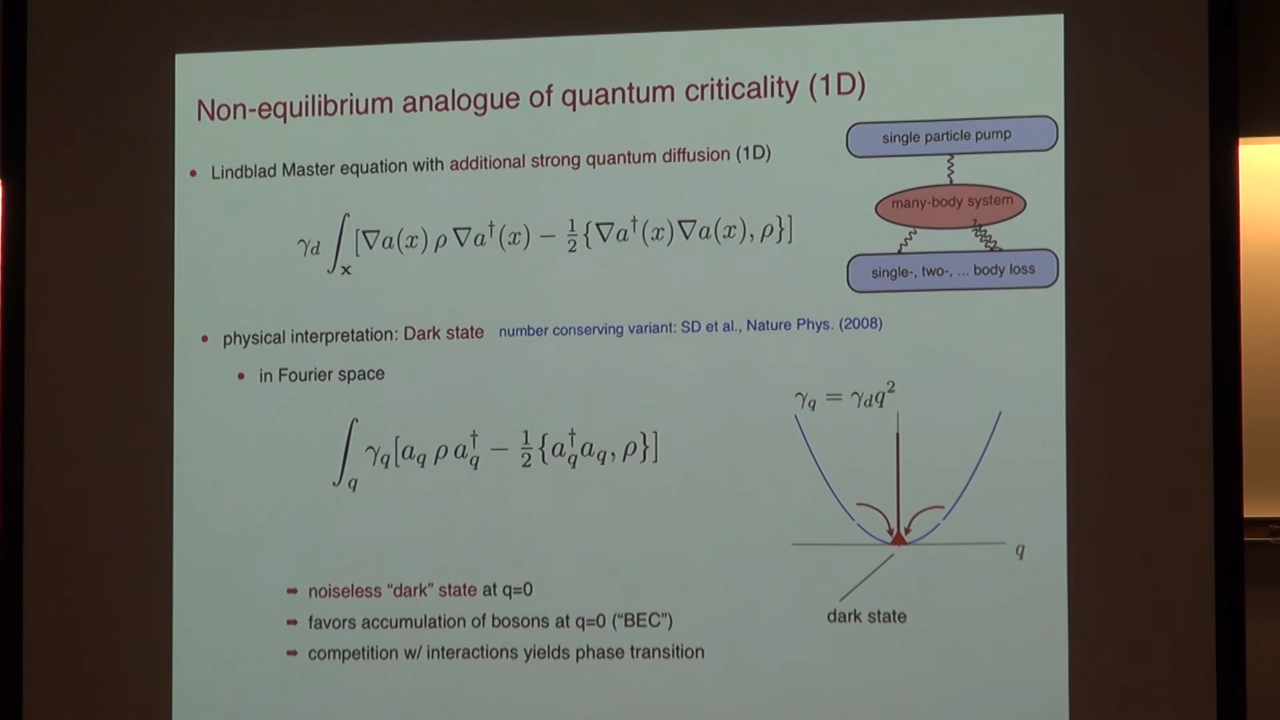 Non-equilibrium analogue of quantum criticality (1D)
• Lindblad Master equation with additional strong quantum diffusion (1D)
single particle pump
many-body system
single-, two-, ... body loss
γ_d ∫_x [∇a(x) ρ ∇a†(x) − ½{∇a†(x)∇a(x), ρ}]
• physical interpretation: Dark state number conserving variant: SD et al., Nature Phys. (2008)
• in Fourier space
γ_q = γ_d q²
∫_q γ_q[a_q ρ a_q† − ½{a_q† a_q, ρ}]
q
dark state
➡ noiseless “dark” state at q=0
➡ favors accumulation of bosons at q=0 (“BEC”)
➡ competition w/ interactions yields phase transition